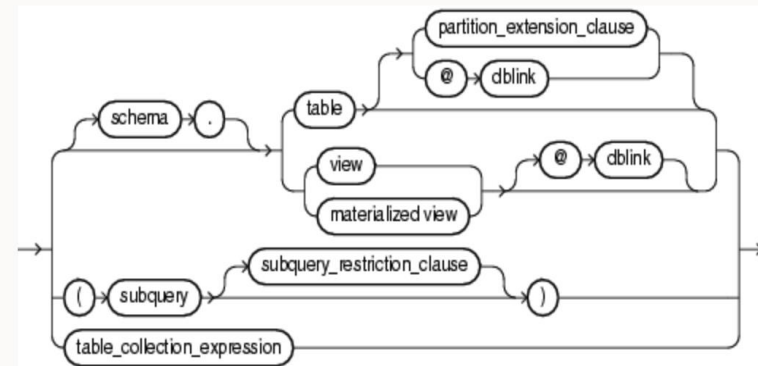 partition_extension_clause
@ dblink
table
schema .
view
@ dblink
materialized view
subquery_restriction_clause
( subquery )
table_collection_expression